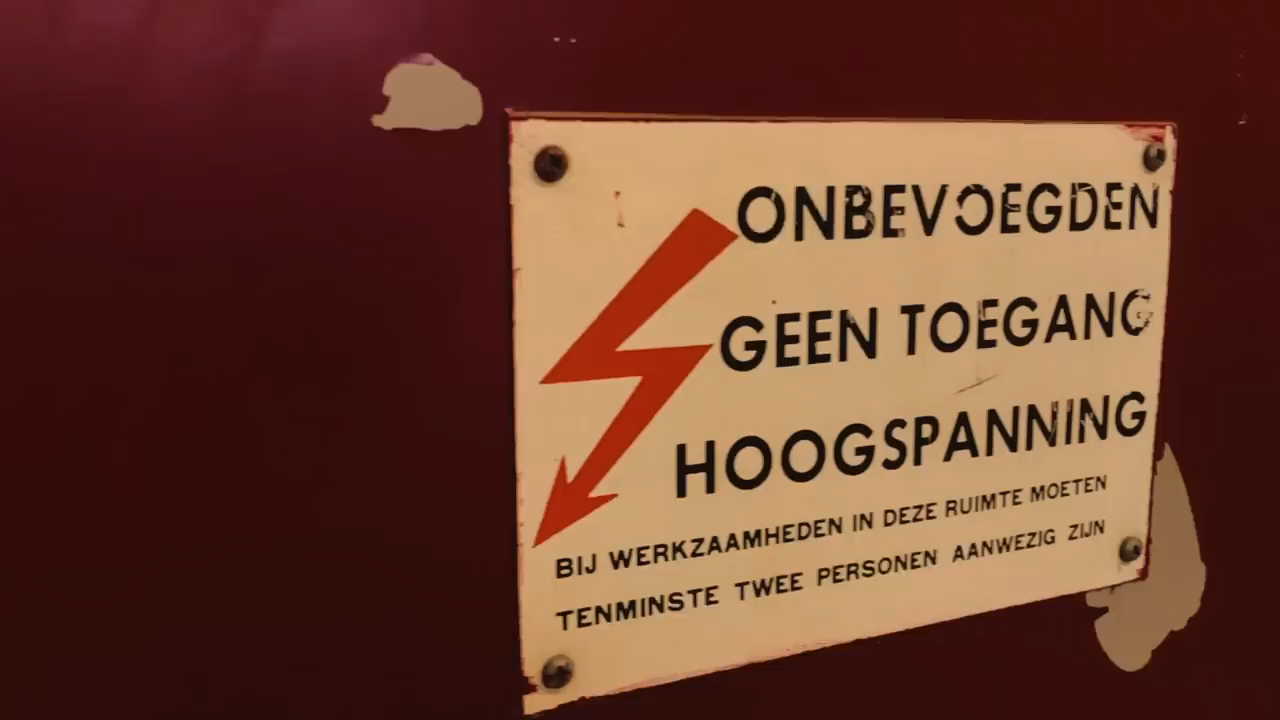 ONBEVOEGDEN
GEEN TOEGANG
HOOGSPANNING
BIJ WERKZAAMHEDEN IN DEZE RUIMTE MOETEN
TENMINSTE TWEE PERSONEN AANWEZIG ZIJN